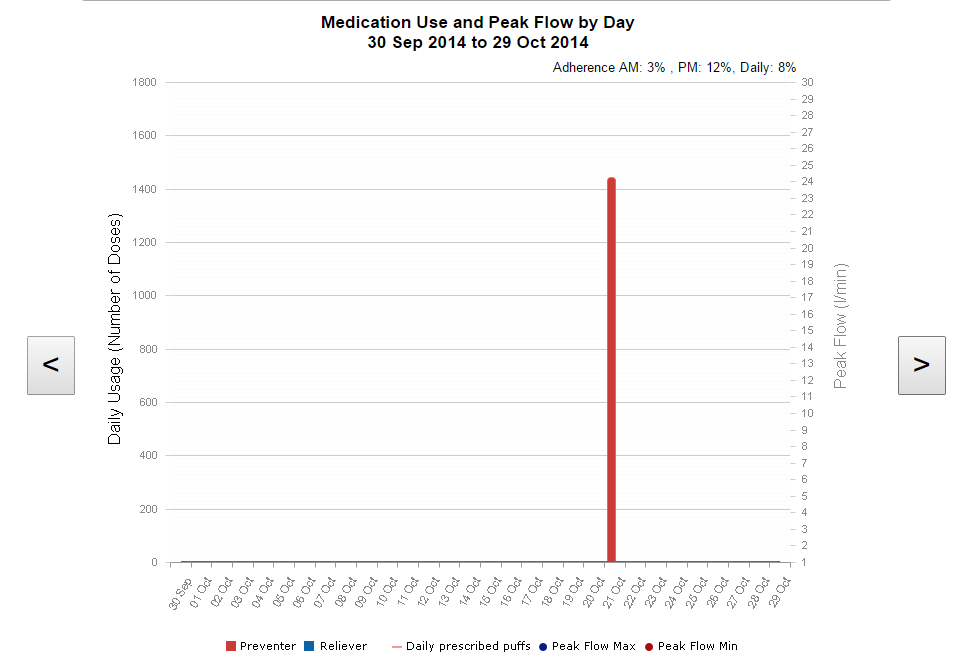 Medication Use and Peak Flow by Day
30 Sep 2014 to 29 Oct 2014
Adherence AM: 3% , PM: 12%, Daily: 8%
Daily Usage (Number of Doses)
1800
1600
1400
1200
1000
800
600
400
200
0
30
29
28
27
26
25
24
23
22
21
20
19
18
17
16
15
14
13
12
11
10
9
8
7
6
5
4
3
2
1
Peak Flow (l/min)
<
>
30 Sep
01 Oct
02 Oct
03 Oct
04 Oct
05 Oct
06 Oct
07 Oct
08 Oct
09 Oct
10 Oct
11 Oct
12 Oct
13 Oct
14 Oct
15 Oct
16 Oct
17 Oct
18 Oct
19 Oct
20 Oct
21 Oct
22 Oct
23 Oct
24 Oct
25 Oct
26 Oct
27 Oct
28 Oct
29 Oct
Preventer Reliever Daily prescribed puffs Peak Flow Max Peak Flow Min